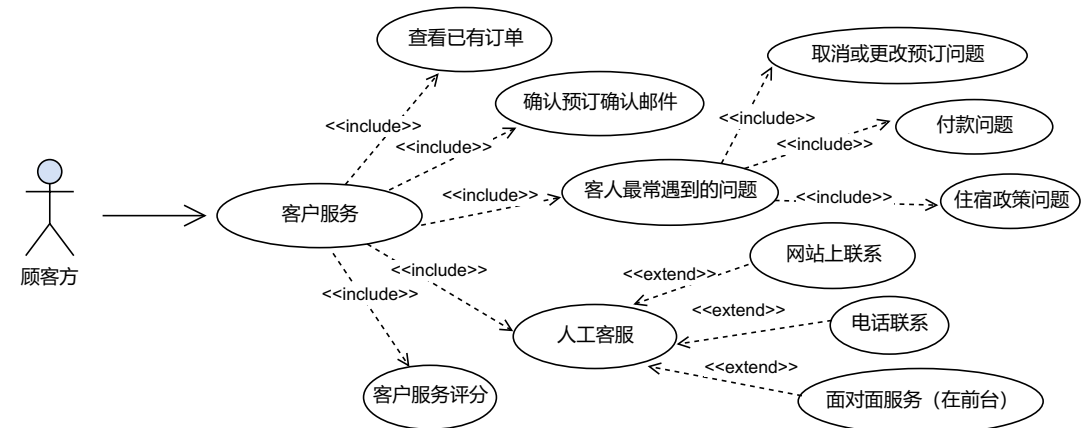 查看已有订单
取消或更改预订问题
确认预订确认邮件
付款问题
<<include>>
<<include>>
<<include>>
<<include>>
客人最常遇到的问题
<<include>>
<<include>>
住宿政策问题
客户服务
顾客方
网站上联系
<<include>>
<<extend>>
<<include>>
<<extend>>
电话联系
人工客服
<<extend>>
客户服务评分
面对面服务（在前台）